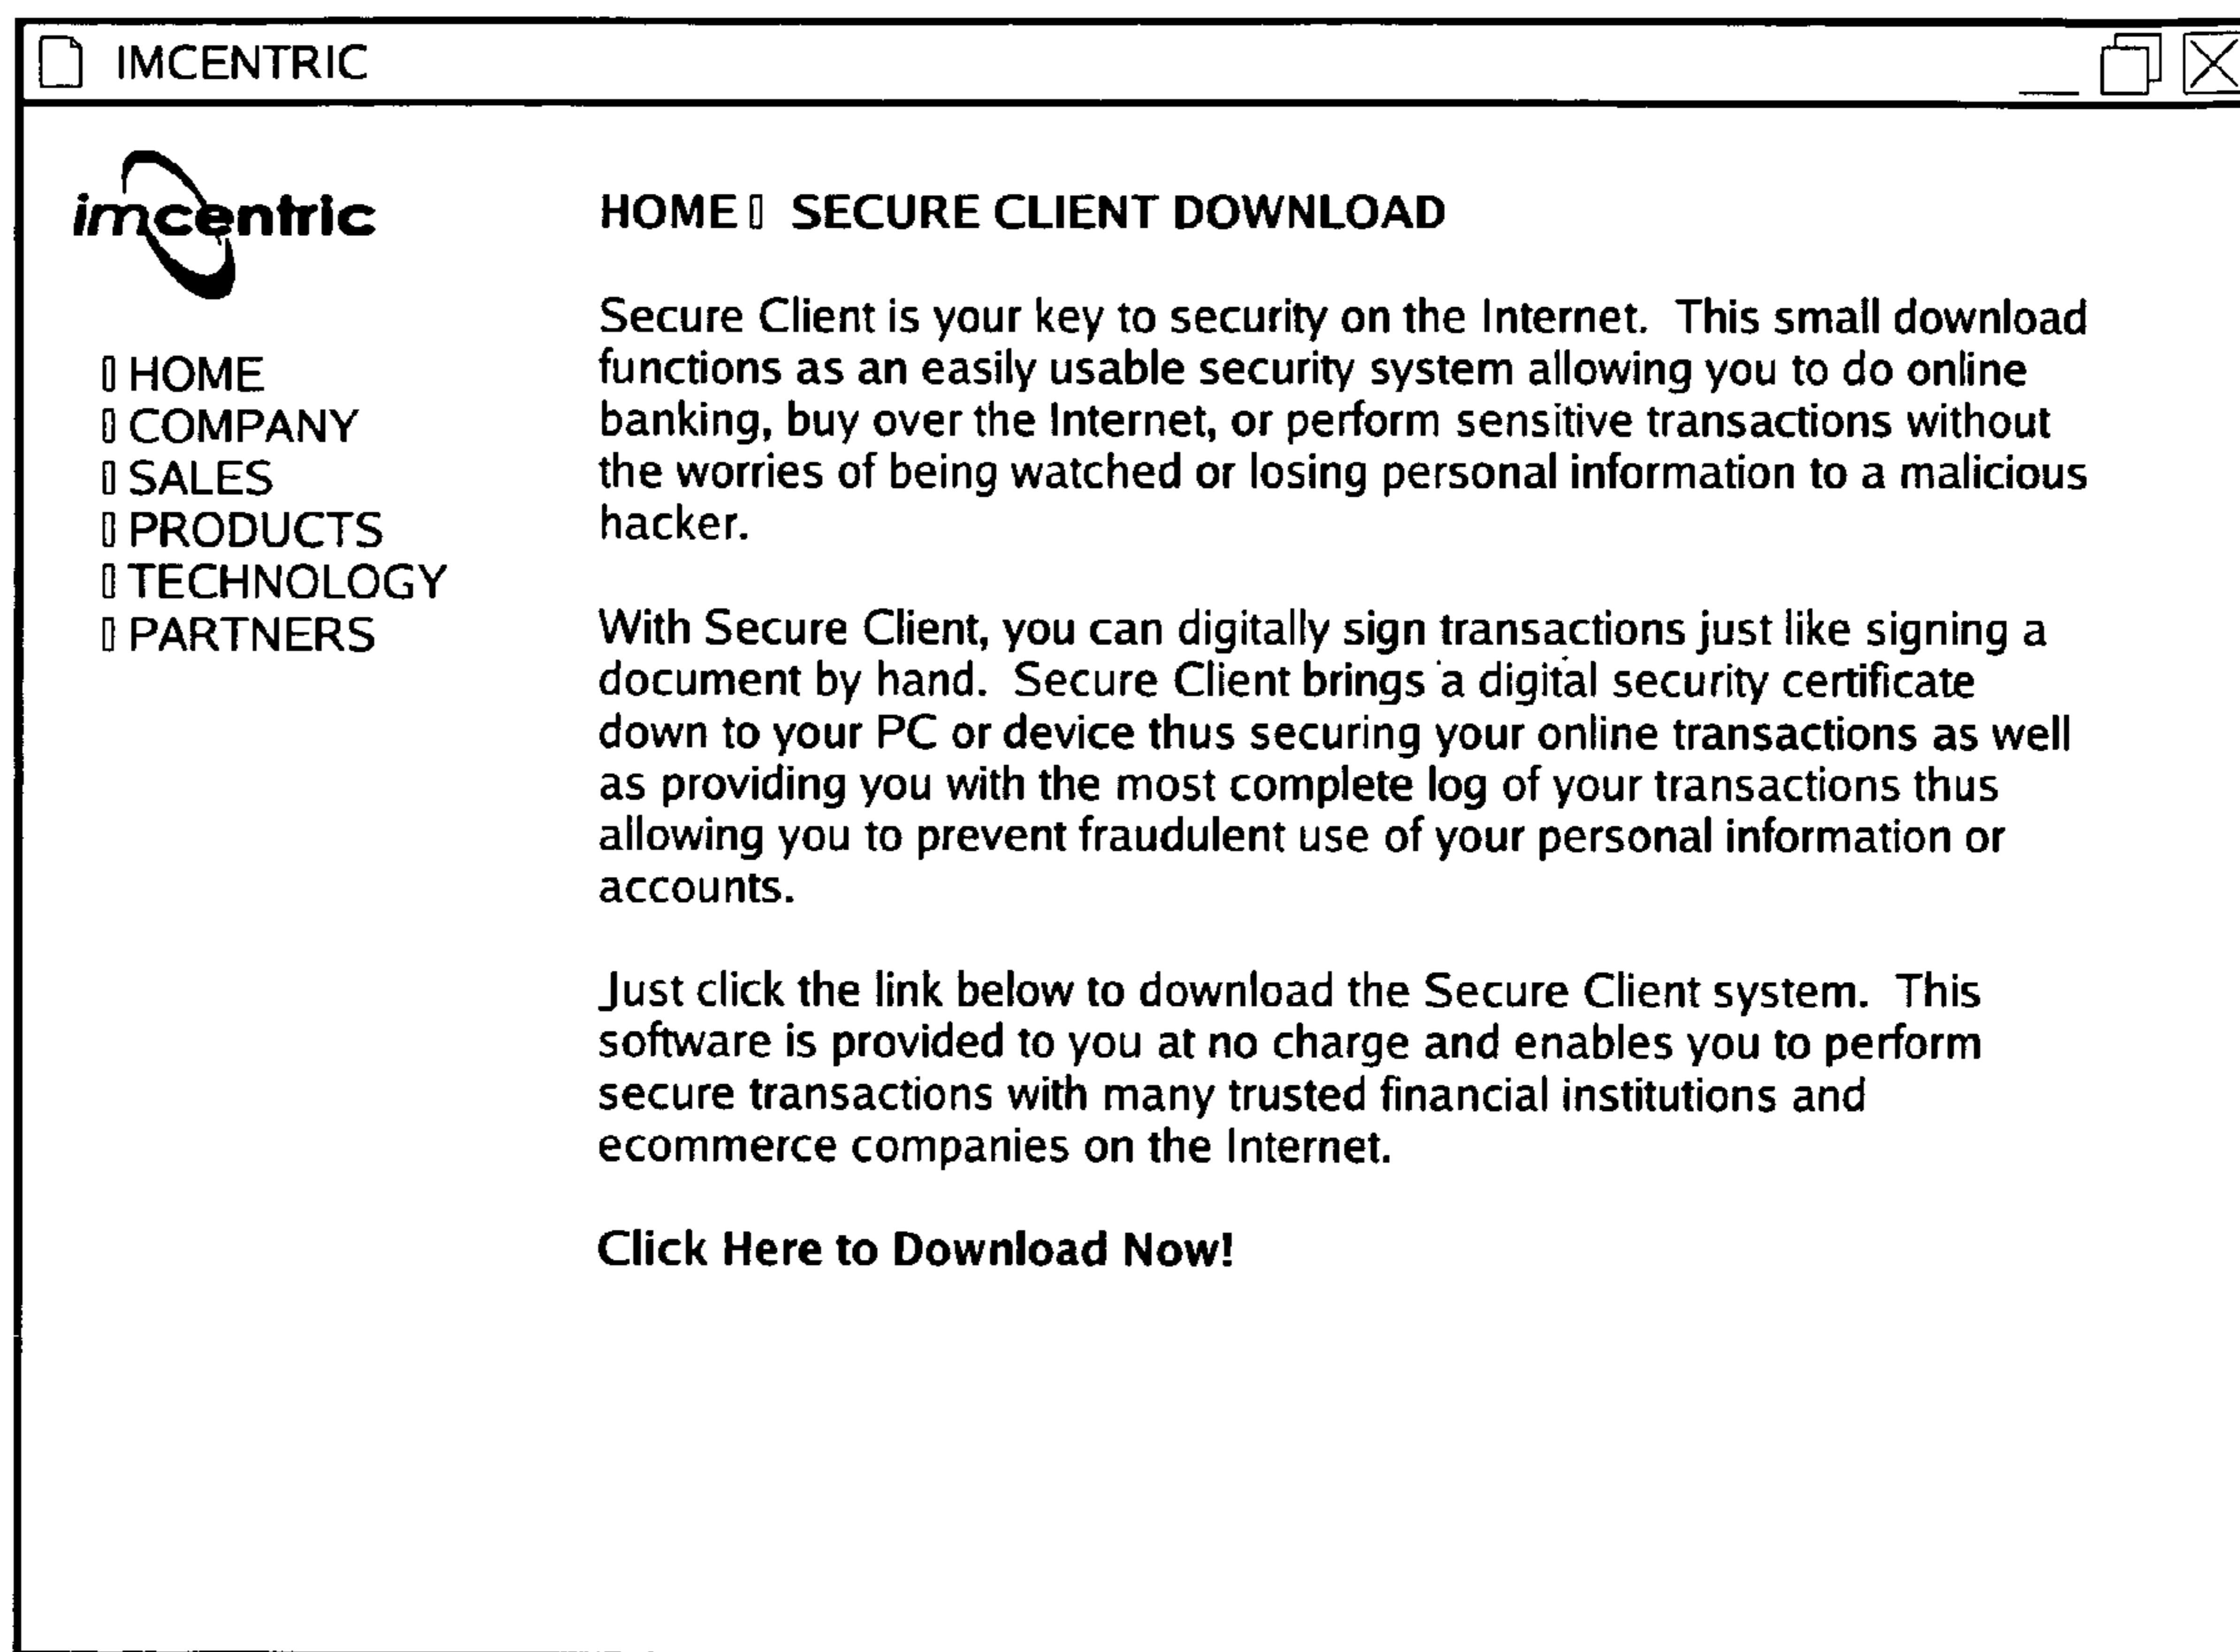 IMCENTRIC
imcentric
HOME
COMPANY
SALES
PRODUCTS
TECHNOLOGY
PARTNERS
HOME SECURE CLIENT DOWNLOAD
Secure Client is your key to security on the Internet. This small download
functions as an easily usable security system allowing you to do online
banking, buy over the Internet, or perform sensitive transactions without
the worries of being watched or losing personal information to a malicious
hacker.
With Secure Client, you can digitally sign transactions just like signing a
document by hand. Secure Client brings a digital security certificate
down to your PC or device thus securing your online transactions as well
as providing you with the most complete log of your transactions thus
allowing you to prevent fraudulent use of your personal information or
accounts.
Just click the link below to download the Secure Client system. This
software is provided to you at no charge and enables you to perform
secure transactions with many trusted financial institutions and
ecommerce companies on the Internet.
Click Here to Download Now!